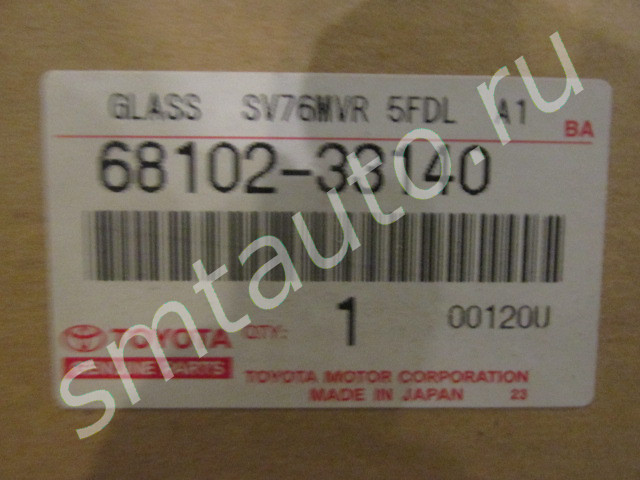 GLASS SV76MVR 5FDL A1
BA
68102-33140
TOYOTA QTY: 1 00120U
GENUINE PARTS
TOYOTA MOTOR CORPORATION
MADE IN JAPAN 23
smtauto.ru